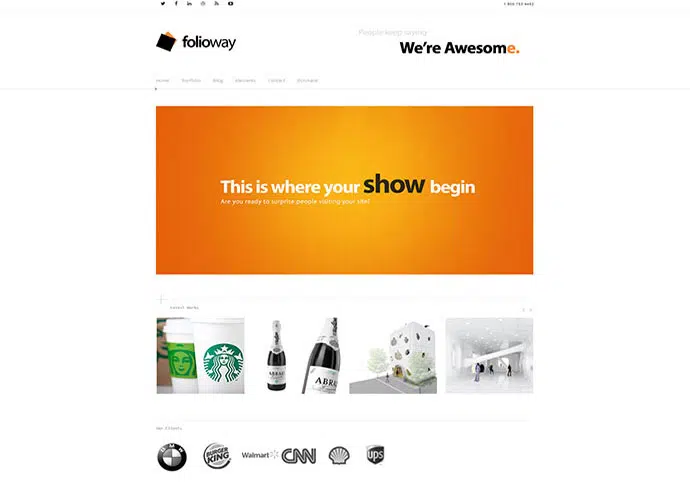 1 800 753 4492
folioway
People keep saying
We're Awesome.
Home Portfolio Blog Elements Contact
This is where your show begin
Are you ready to surprise people visiting your site?
Latest Works
ABRAU
ABRAU
Our Clients
BMW
BURGER KING
Walmart
CNN
ups